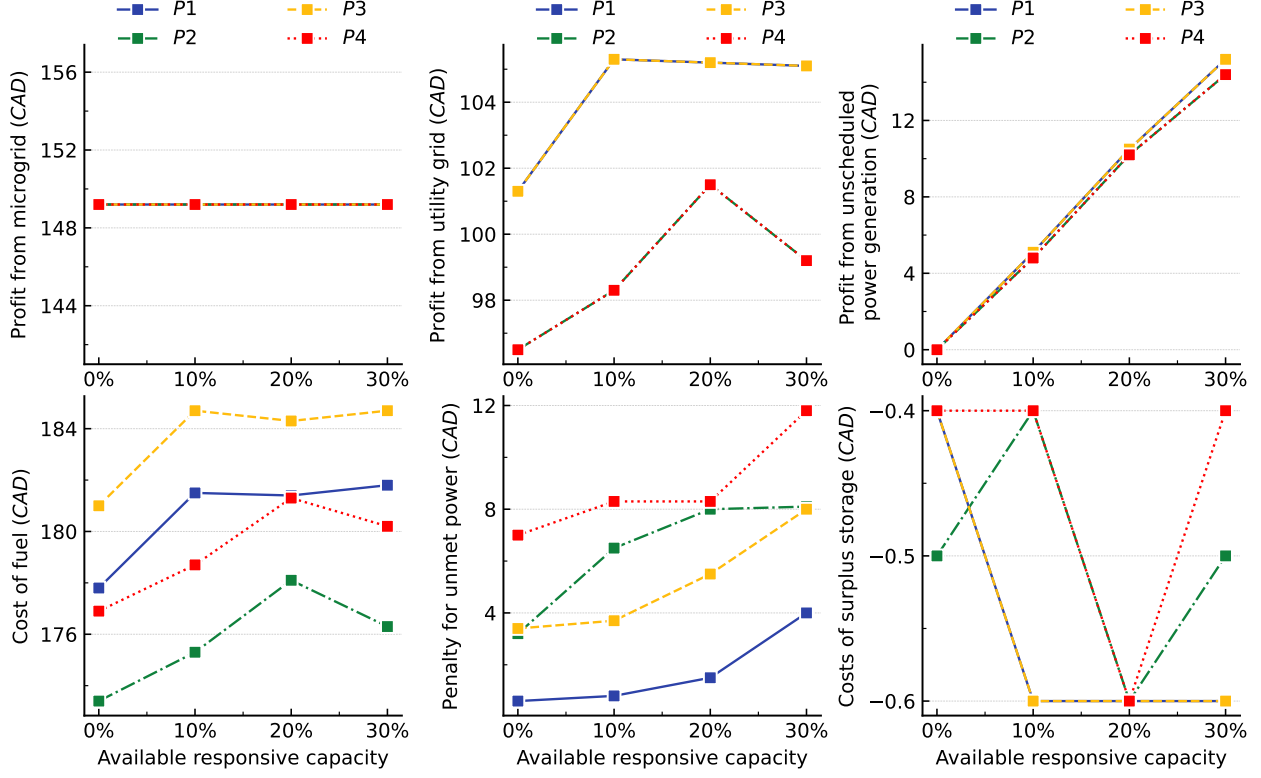 P1
P3
P2
P4
P1
P3
P2
P4
P1
P3
P2
P4
Profit from microgrid (CAD)
156
152
148
144
0% 10% 20% 30%
Profit from utility grid (CAD)
104
102
100
98
0% 10% 20% 30%
Profit from unscheduled
power generation (CAD)
12
8
4
0
0% 10% 20% 30%
Cost of fuel (CAD)
184
180
176
0% 10% 20% 30%
Available responsive capacity
Penalty for unmet power (CAD)
12
8
4
0% 10% 20% 30%
Available responsive capacity
Costs of surplus storage (CAD)
−0.4
−0.5
−0.6
0% 10% 20% 30%
Available responsive capacity